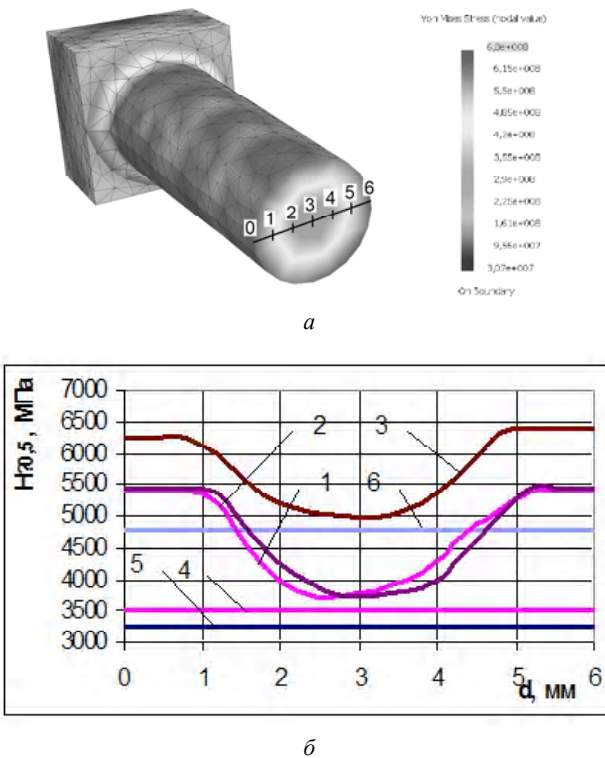 Von Mises Stress (nodal value)
6,8e+008
6,15e+008
5,5e+008
4,85e+008
4,2e+008
3,55e+008
2,9e+008
2,25e+008
1,61e+008
9,55e+007
3,07e+007
On Boundary
0 1 2 3 4 5 6
а
7000
6500
6000
5500
5000
4500
4000
3500
3000
H𝑅0,5, МПа
2 3
1 6
5 4
0 1 2 3 4 5 6
d, мм
б